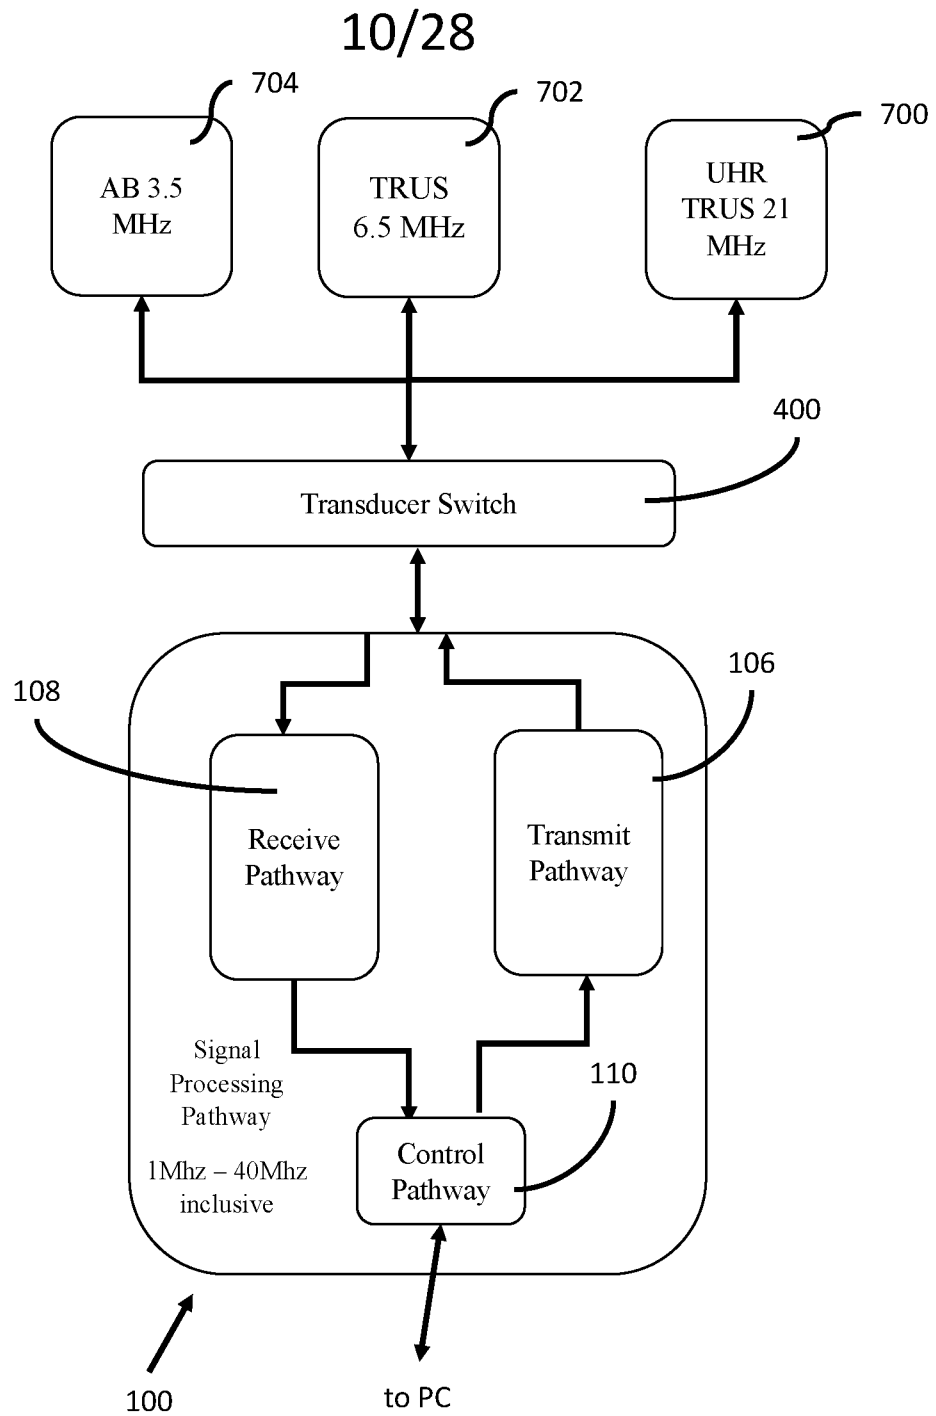 10/28
704
702
700
AB 3.5
MHz
TRUS
6.5 MHz
UHR
TRUS 21
MHz
400
Transducer Switch
108
106
Receive
Pathway
Transmit
Pathway
Signal
Processing
Pathway
1Mhz – 40Mhz
inclusive
110
Control
Pathway
100
to PC